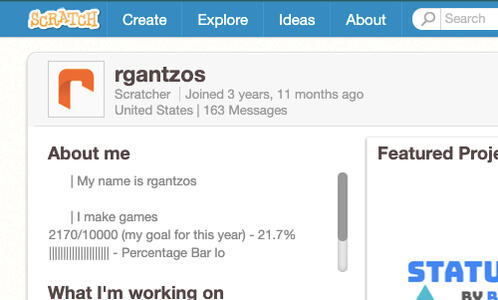 SCRATCH
Create
Explore
Ideas
About
Search
rgantzos
Scratcher | Joined 3 years, 11 months ago
United States | 163 Messages
About me
| My name is rgantzos
| I make games
2170/10000 (my goal for this year) - 21.7%
||||||||||||||||||||| - Percentage Bar lo
What I'm working on
Featured Proje
STATU
BY